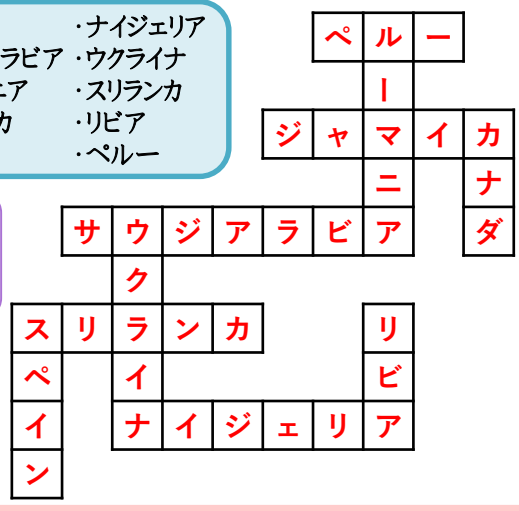 ・ナイジェリア
ラビア ・ウクライナ
ニア ・スリランカ
カ ・リビア
・ペルー
ペルー
ー
ジャマイカ
ニ ナ
サウジアラビア ダ
ク
スリランカ リ
ペ イ ビ
イ ナイジェリア
ン